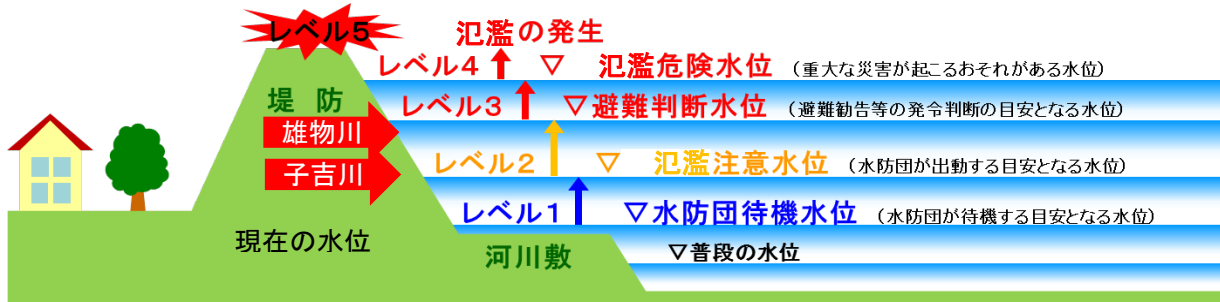 レベル５
氾濫の発生
レベル４ ▽ 氾濫危険水位 （重大な災害が起こるおそれがある水位）
堤 防
レベル３ ▽避難判断水位 （避難勧告等の発令判断の目安となる水位）
雄物川
レベル２ ▽ 氾濫注意水位 （水防団が出動する目安となる水位）
子吉川
レベル１ ▽水防団待機水位 （水防団が待機する目安となる水位）
現在の水位
河川敷
▽普段の水位